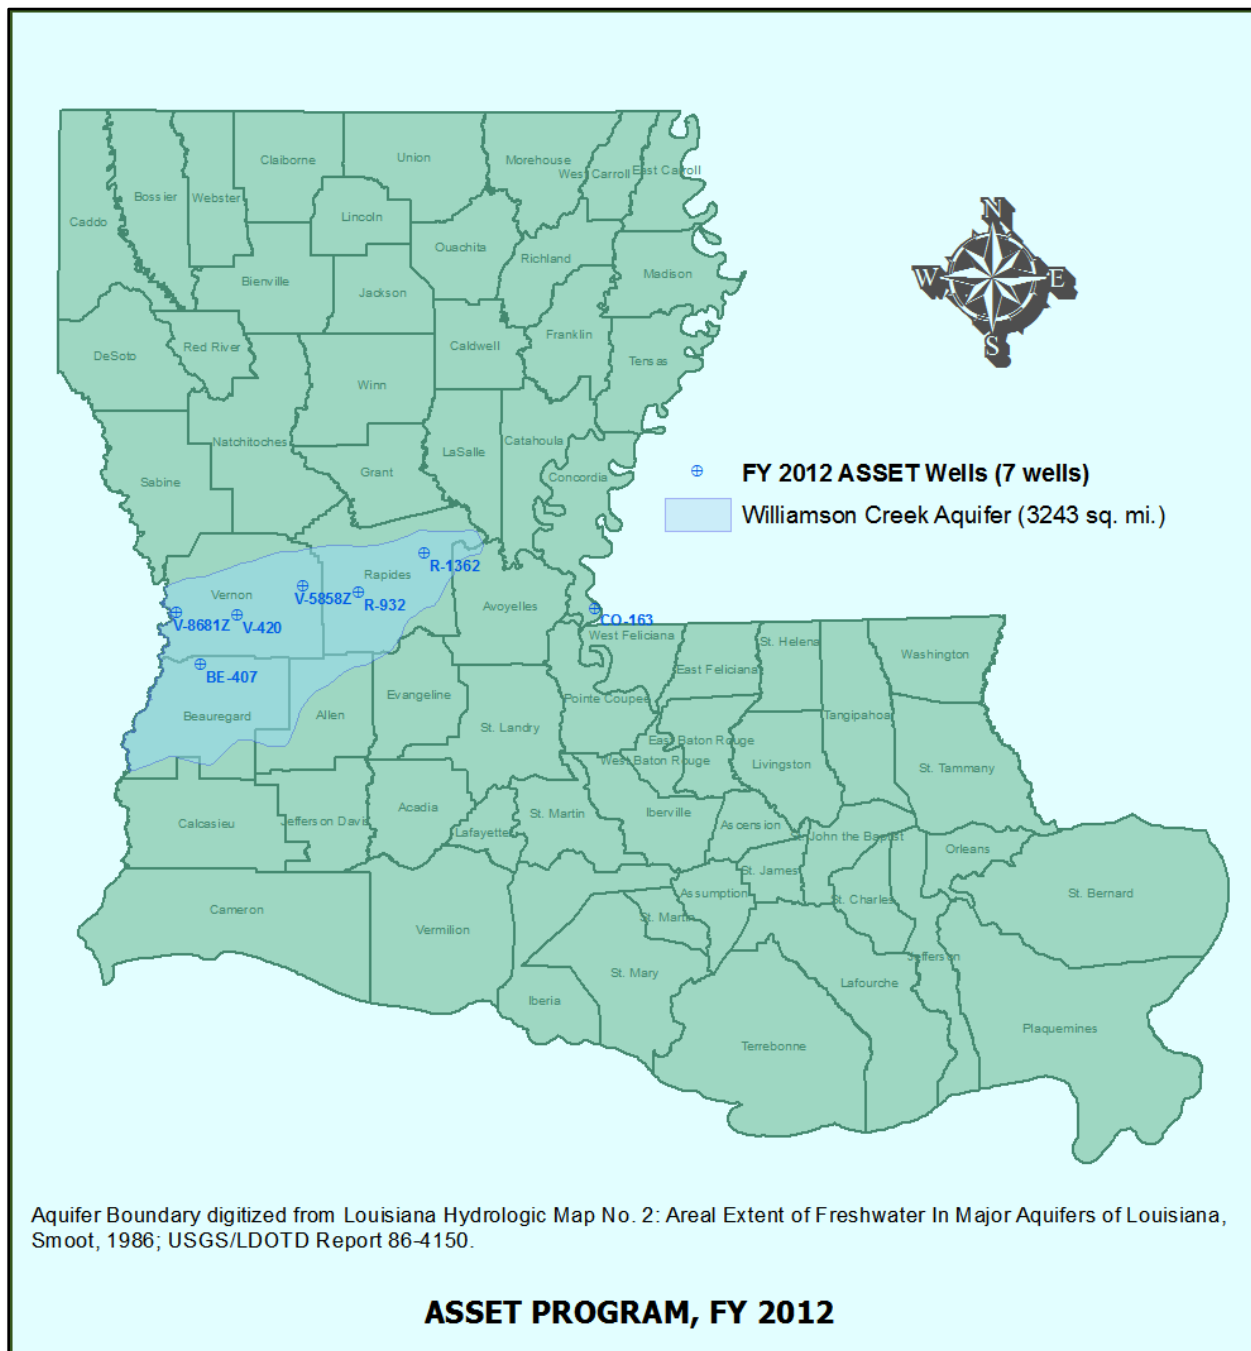 Claiborne
Union
Morehouse
West Carroll
East Carroll
Caddo
Bossier
Webster
Lincoln
Ouachita
Richland
Madison
Bienville
Jackson
DeSoto
Red River
Caldwell
Franklin
Tensas
Winn
Natchitoches
LaSalle
Catahoula
Sabine
Grant
Concordia
N
W
E
S
FY 2012 ASSET Wells (7 wells)
Williamson Creek Aquifer (3243 sq. mi.)
Vernon
Rapides
R-1362
V-5858Z
R-932
V-8681Z
V-420
BE-407
Avoyelles
CO-163
West Feliciana
East Feliciana
St. Helena
Washington
Beauregard
Allen
Evangeline
St. Landry
Pointe Coupee
Tangipahoa
East Baton Rouge
West Baton Rouge
Livingston
St. Tammany
Calcasieu
Jefferson Davis
Acadia
Lafayette
St. Martin
Iberville
Ascension
St. John the Baptist
Orleans
St. Bernard
Cameron
Vermilion
St. James
Assumption
St. Charles
St. Martin
Jefferson
Iberia
St. Mary
Lafourche
Terrebonne
Plaquemines
Aquifer Boundary digitized from Louisiana Hydrologic Map No. 2: Areal Extent of Freshwater In Major Aquifers of Louisiana,
Smoot, 1986; USGS/LDOTD Report 86-4150.
ASSET PROGRAM, FY 2012